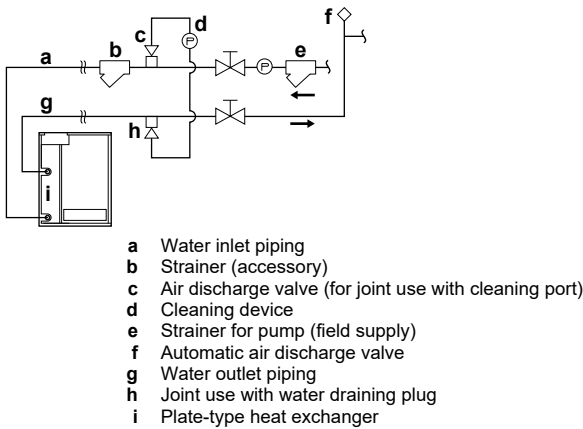 f
d
c
P
b
e
a
P
g
h
i
a Water inlet piping
b Strainer (accessory)
c Air discharge valve (for joint use with cleaning port)
d Cleaning device
e Strainer for pump (field supply)
f Automatic air discharge valve
g Water outlet piping
h Joint use with water draining plug
i Plate-type heat exchanger